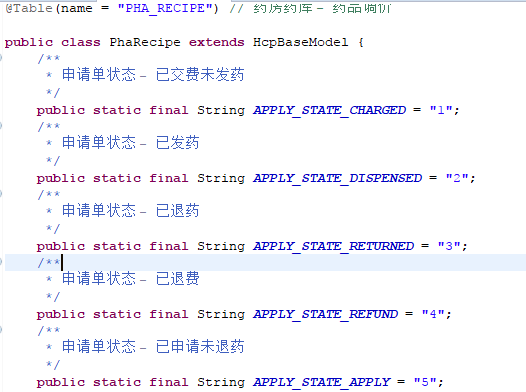 @Table(name = "PHA_RECIPE") // 药房药库 - 药品调价
public class PhaRecipe extends HcpBaseModel {
/**
* 申请单状态 - 已交费未发药
*/
public static final String APPLY_STATE_CHARGED = "1";
/**
* 申请单状态 - 已发药
*/
public static final String APPLY_STATE_DISPENSED = "2";
/**
* 申请单状态 - 已退药
*/
public static final String APPLY_STATE_RETURNED = "3";
/**
* 申请单状态 - 已退费
*/
public static final String APPLY_STATE_REFUND = "4";
/**
* 申请单状态 - 已申请未退药
*/
public static final String APPLY_STATE_APPLY = "5";